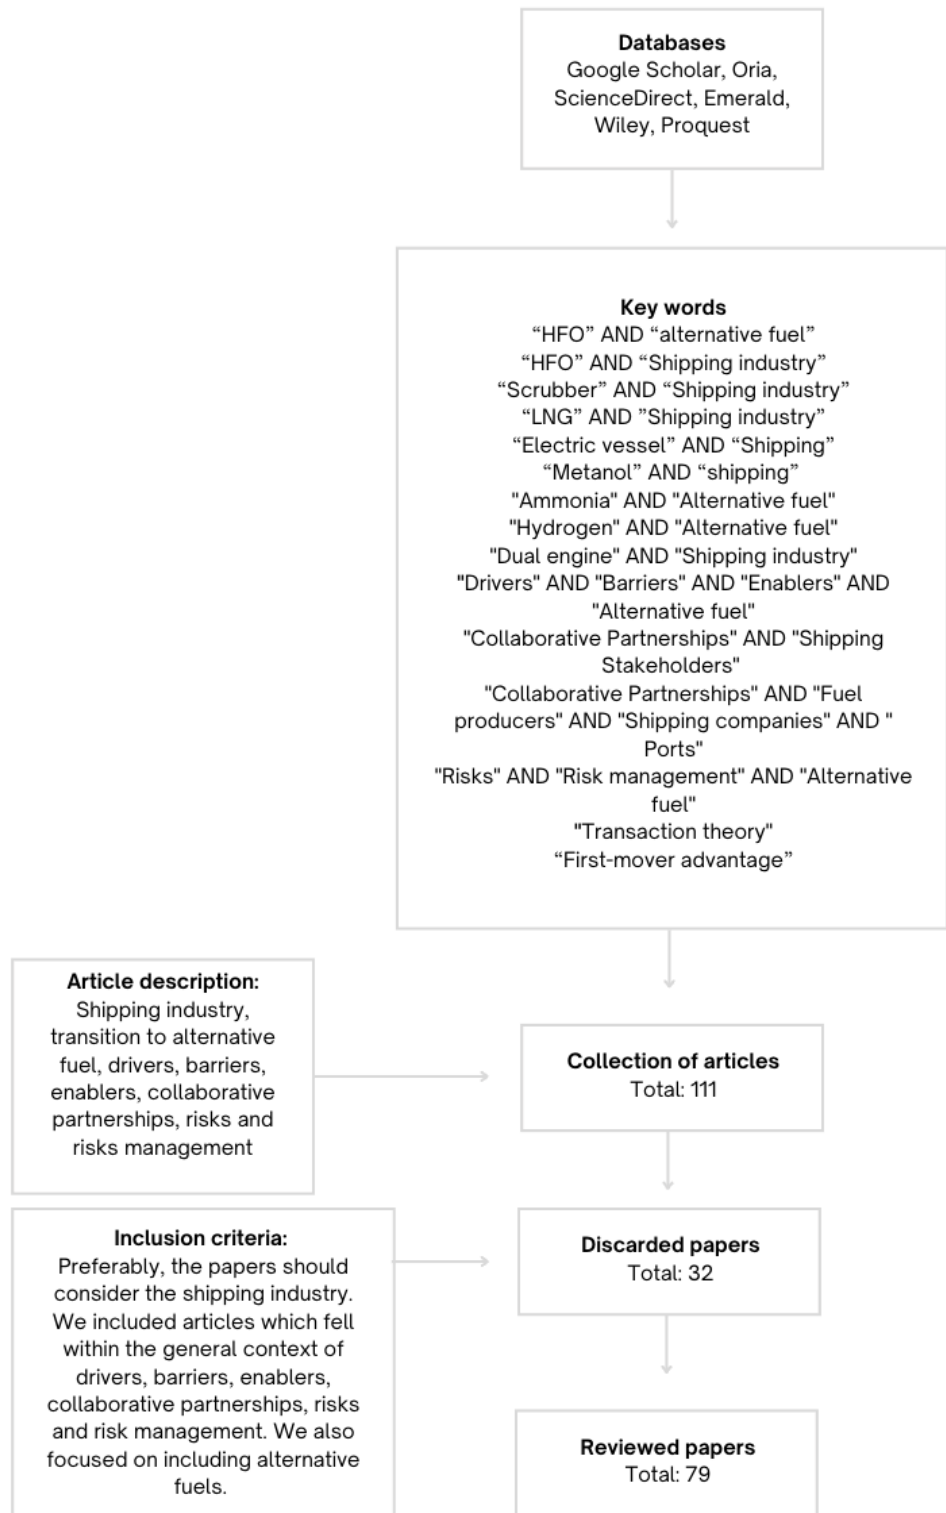 Databases
Google Scholar, Oria,
ScienceDirect, Emerald,
Wiley, Proquest
Key words
“HFO” AND “alternative fuel”
“HFO” AND “Shipping industry”
“Scrubber” AND “Shipping industry”
“LNG” AND ”Shipping industry”
“Electric vessel” AND “Shipping”
“Metanol” AND “shipping”
"Ammonia" AND "Alternative fuel"
"Hydrogen" AND "Alternative fuel"
"Dual engine" AND "Shipping industry"
"Drivers" AND "Barriers" AND "Enablers" AND
"Alternative fuel"
"Collaborative Partnerships" AND "Shipping
Stakeholders"
"Collaborative Partnerships" AND "Fuel
producers" AND "Shipping companies" AND "
Ports"
"Risks" AND "Risk management" AND "Alternative
fuel"
"Transaction theory"
“First-mover advantage”
Article description:
Shipping industry,
transition to alternative
fuel, drivers, barriers,
enablers, collaborative
partnerships, risks and
risks management
Collection of articles
Total: 111
Inclusion criteria:
Preferably, the papers should
consider the shipping industry.
We included articles which fell
within the general context of
drivers, barriers, enablers,
collaborative partnerships, risks
and risk management. We also
focused on including alternative
fuels.
Discarded papers
Total: 32
Reviewed papers
Total: 79